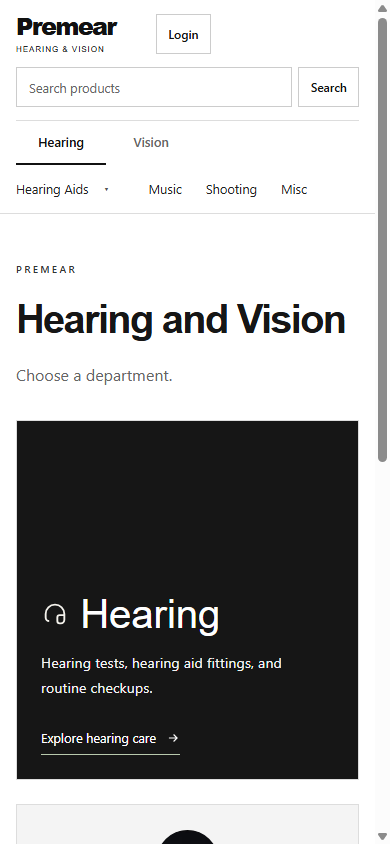 Premear
HEARING & VISION
Login
Search products
Search
Hearing
Vision
Hearing Aids
Music
Shooting
Misc
PREMEAR
Hearing and Vision
Choose a department.
Hearing
Hearing tests, hearing aid fittings, and
routine checkups.
Explore hearing care →